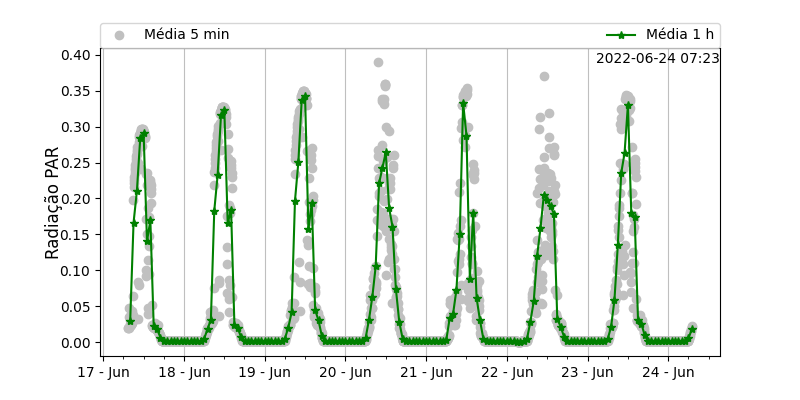 Média 5 min
Média 1 h
2022-06-24 07:23
Radiação PAR
0.40
0.35
0.30
0.25
0.20
0.15
0.10
0.05
0.00
17 - Jun
18 - Jun
19 - Jun
20 - Jun
21 - Jun
22 - Jun
23 - Jun
24 - Jun